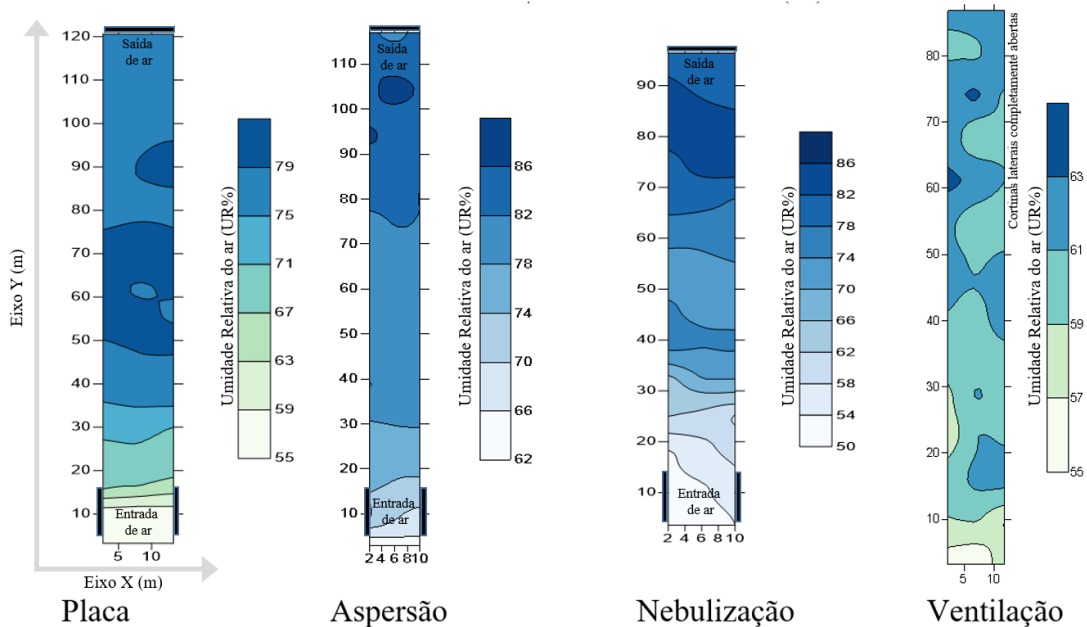 Eixo Y (m)
Eixo X (m)
120
110
100
90
80
70
60
50
40
30
20
10
5 10
Saída
de ar
Entrada
de ar
Umidade Relativa do ar (UR%)
79
75
71
67
63
59
55
Placa
110
100
90
80
70
60
50
40
30
20
10
2 4 6 8 10
Saída
de ar
Entrada
de ar
Umidade Relativa do ar (UR%)
86
82
78
74
70
66
62
Aspersão
90
80
70
60
50
40
30
20
10
2 4 6 8 10
Saída
de ar
Entrada
de ar
Umidade Relativa do ar (UR%)
86
82
78
74
70
66
62
58
54
50
Nebulização
80
70
60
50
40
30
20
10
5 10
Cortinas laterais completamente abertas
Umidade Relativa do ar (UR%)
63
61
59
57
55
Ventilação